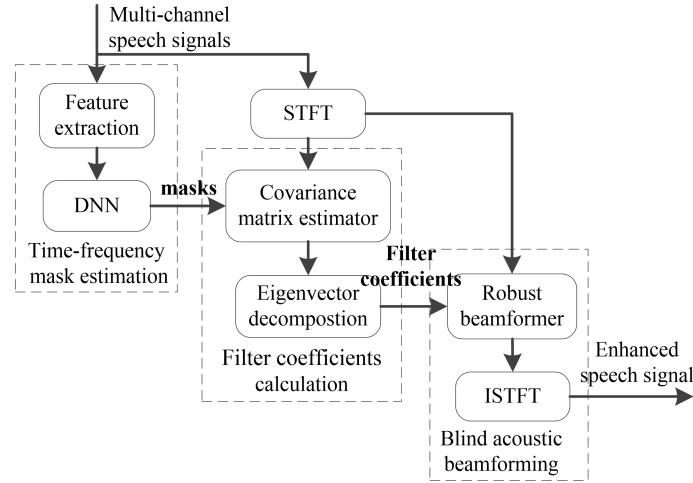 Multi-channel
speech signals
Feature
extraction
STFT
DNN
masks
Covariance
matrix estimator
Time-frequency
mask estimation
Filter
coefficients
Eigenvector
decompostion
Robust
beamformer
Filter coefficients
calculation
Enhanced
speech signal
ISTFT
Blind acoustic
beamforming